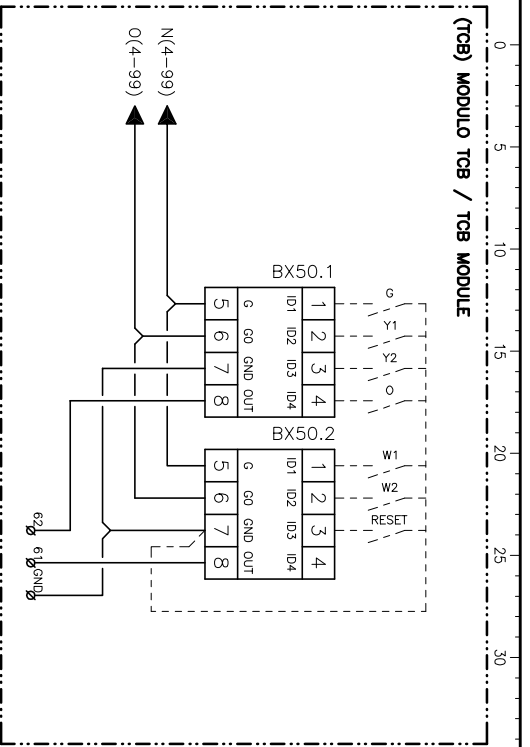 0 5 10 15 20 25 30
(TCB) MODULO TCB / TCB MODULE
N(4-99)
O(4-99)
BX50.1
G
Y1
Y2
O
1 2 3 4
ID1 ID2 ID3 ID4
G G0 GND OUT
5 6 7 8
BX50.2
W1
W2
RESET
1 2 3 4
ID1 ID2 ID3 ID4
G G0 GND OUT
5 6 7 8
62
61
GND